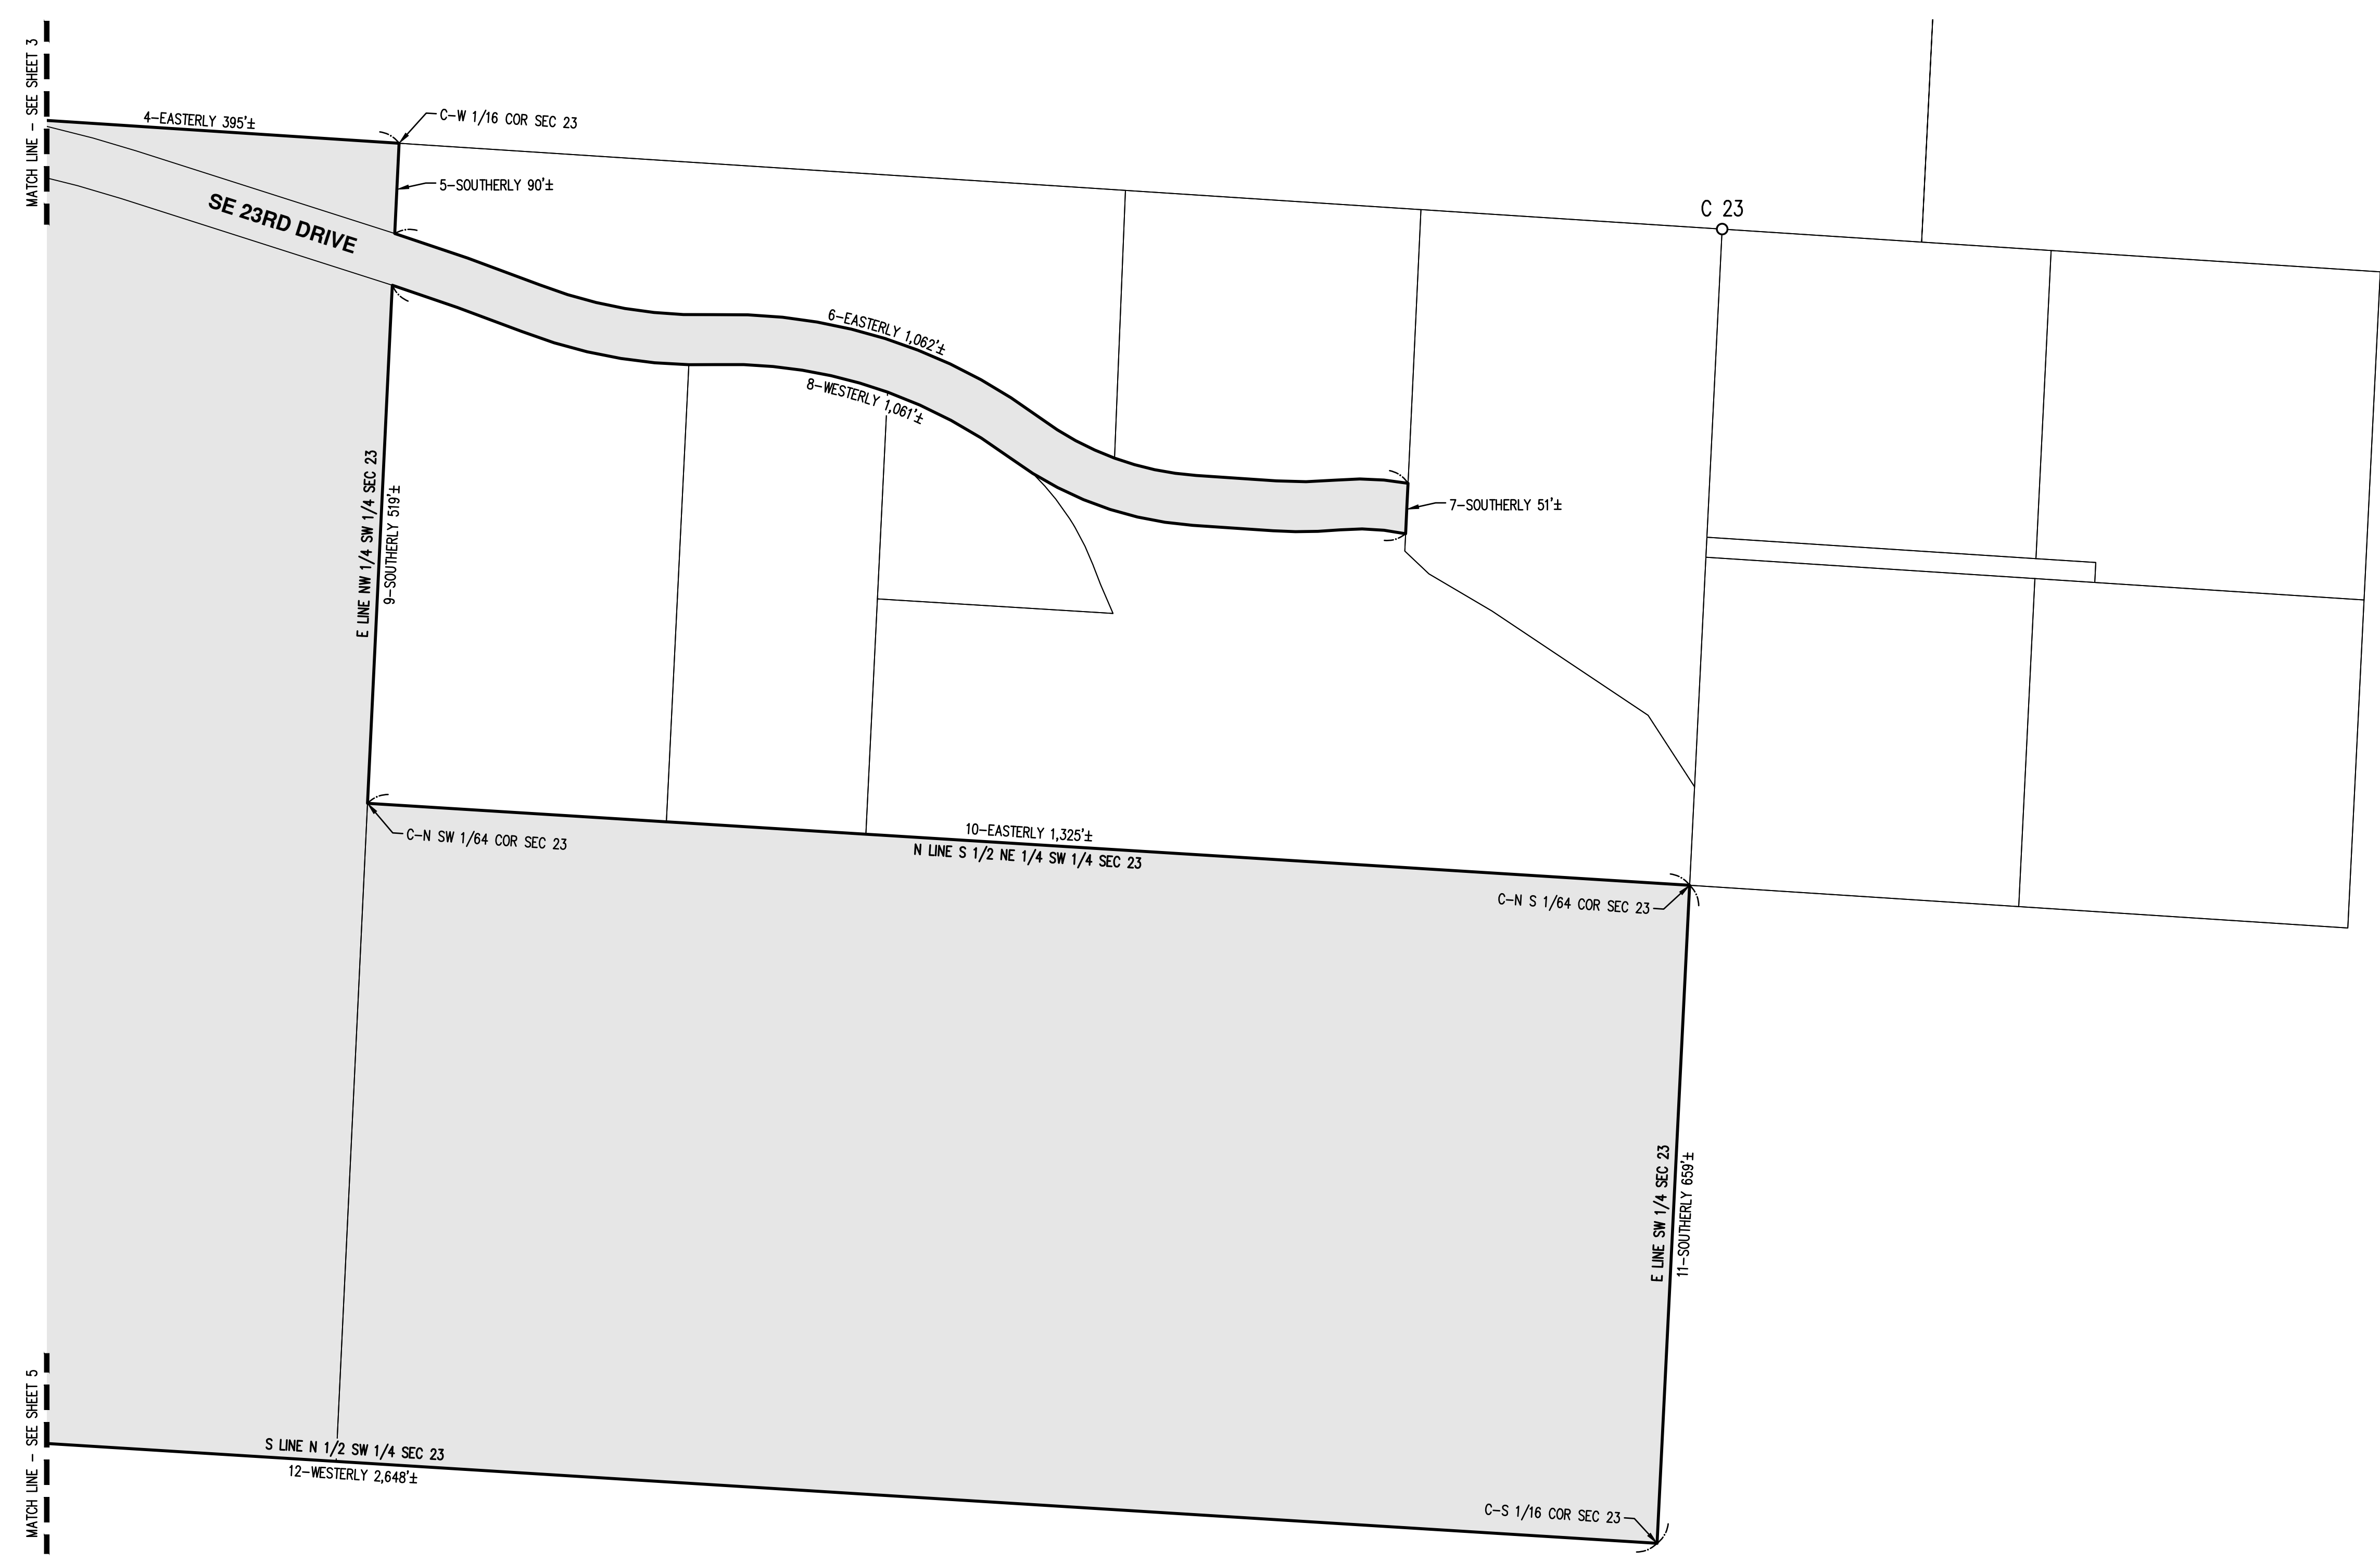 MATCH LINE - SEE SHEET 3
4-EASTERLY 395'±
C-W 1/16 COR SEC 23
5-SOUTHERLY 90'±
SE 23RD DRIVE
C 23
6-EASTERLY 1,062'±
8-WESTERLY 1,061'±
7-SOUTHERLY 51'±
E LINE NW 1/4 SW 1/4 SEC 23
9-SOUTHERLY 519'±
C-N SW 1/64 COR SEC 23
10-EASTERLY 1,325'±
N LINE S 1/2 NE 1/4 SW 1/4 SEC 23
C-N S 1/64 COR SEC 23
E LINE SW 1/4 SEC 23
11-SOUTHERLY 659'±
MATCH LINE - SEE SHEET 5
S LINE N 1/2 SW 1/4 SEC 23
12-WESTERLY 2,648'±
C-S 1/16 COR SEC 23